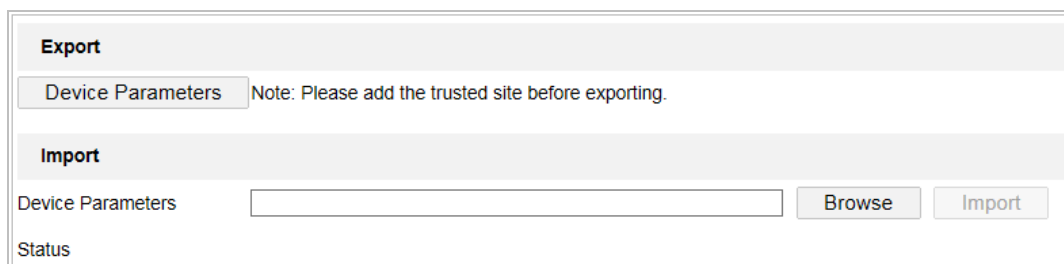 Export
Device Parameters Note: Please add the trusted site before exporting.
Import
Device Parameters Browse Import
Status